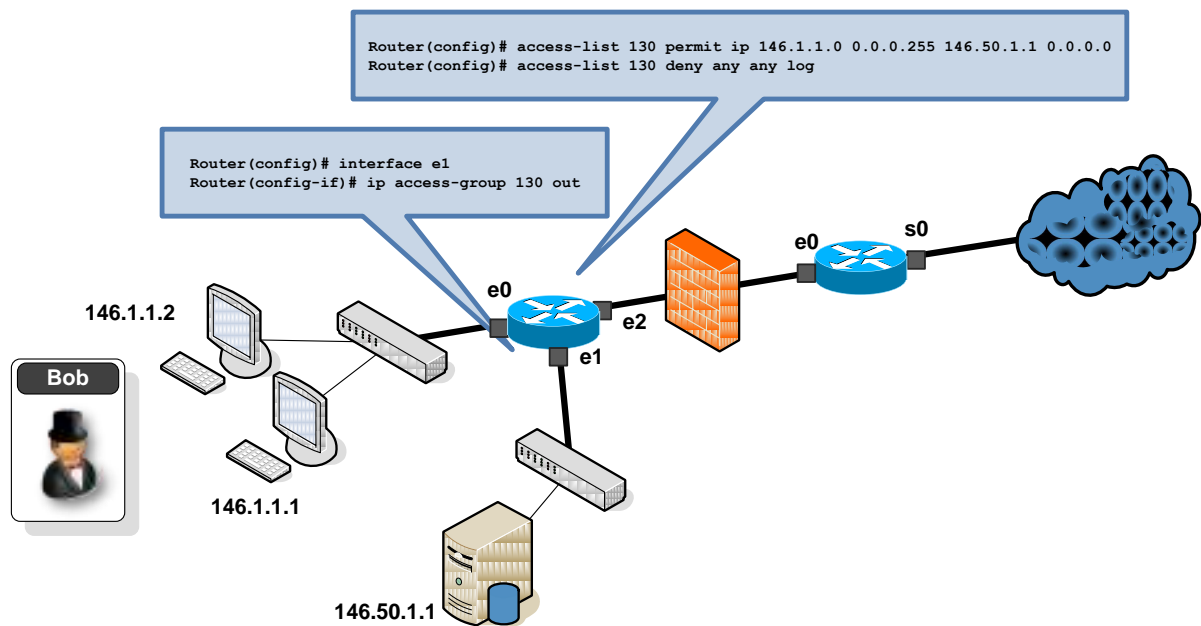 Router(config)# access-list 130 permit ip 146.1.1.0 0.0.0.255 146.50.1.1 0.0.0.0
Router(config)# access-list 130 deny any any log
Router(config)# interface e1
Router(config-if)# ip access-group 130 out
s0
e0
e0
e2
e1
146.1.1.2
Bob
146.1.1.1
146.50.1.1